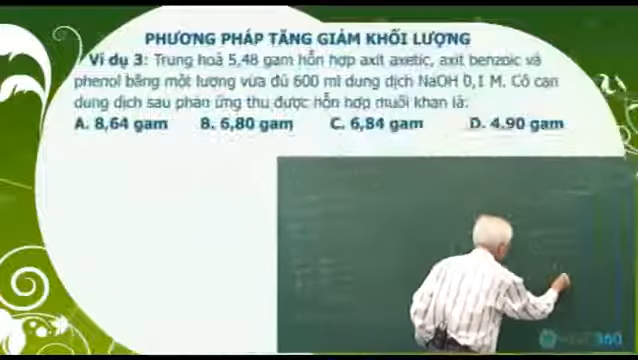 PHƯƠNG PHÁP TĂNG GIẢM KHỐI LƯỢNG
Ví dụ 3: Trung hoà 5,48 gam hỗn hợp axit axetic, axit benzoic và
phenol bằng một lượng vừa đủ 600 ml dung dịch NaOH 0,1 M. Cô cạn
dung dịch sau phản ứng thu được hỗn hợp muối khan là:
A. 8,64 gam B. 6,80 gam C. 6,84 gam D. 4.90 gam
360